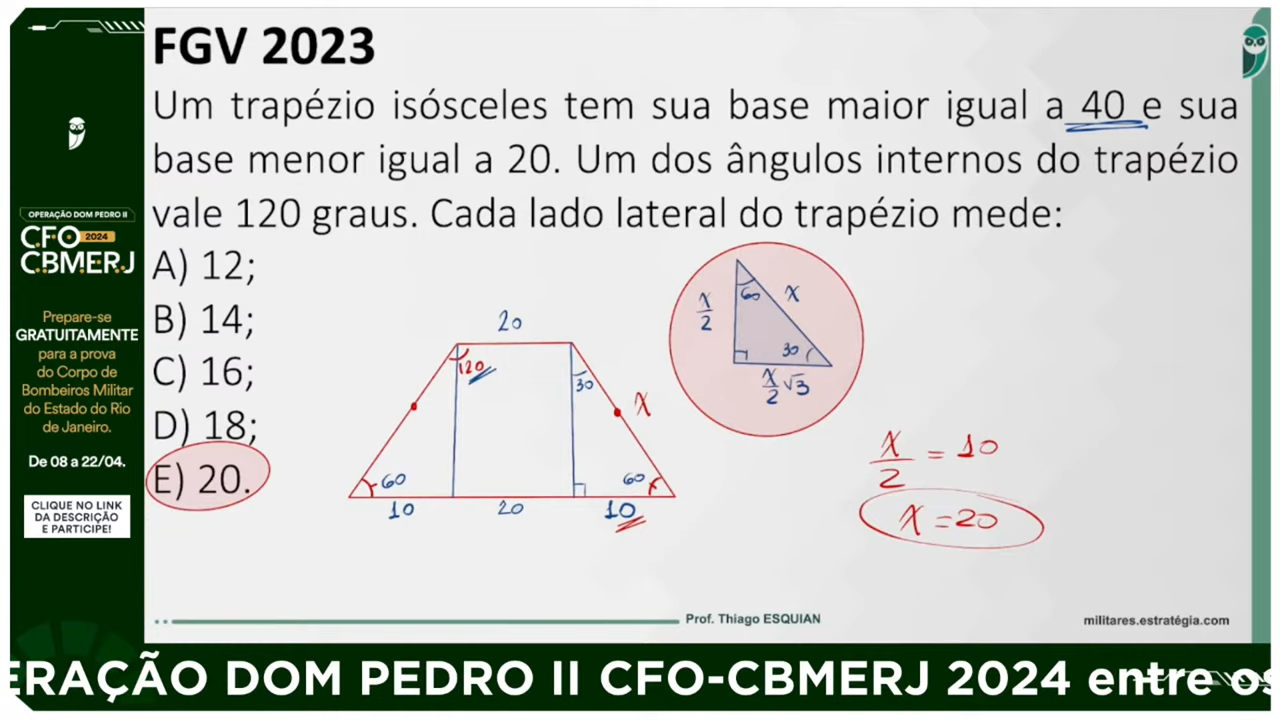 FGV 2023
Um trapézio isósceles tem sua base maior igual a 40 e sua
base menor igual a 20. Um dos ângulos internos do trapézio
vale 120 graus. Cada lado lateral do trapézio mede:
A) 12;
B) 14;
C) 16;
D) 18;
E) 20.
20
120
30
x
60
60
10
20
10
60
x
x/2
30
x/2 √3
x/2 = 10
x = 20
OPERAÇÃO DOM PEDRO II
CFO 2024
CBMERJ
Prepare-se
GRATUITAMENTE
para a prova
do Corpo de
Bombeiros Militar
do Estado do Rio
de Janeiro.
De 08 a 22/04.
CLIQUE NO LINK
DA DESCRIÇÃO
E PARTICIPE!
Prof. Thiago ESQUIAN
militares.estratégia.com
ERAÇÃO DOM PEDRO II CFO-CBMERJ 2024 entre os